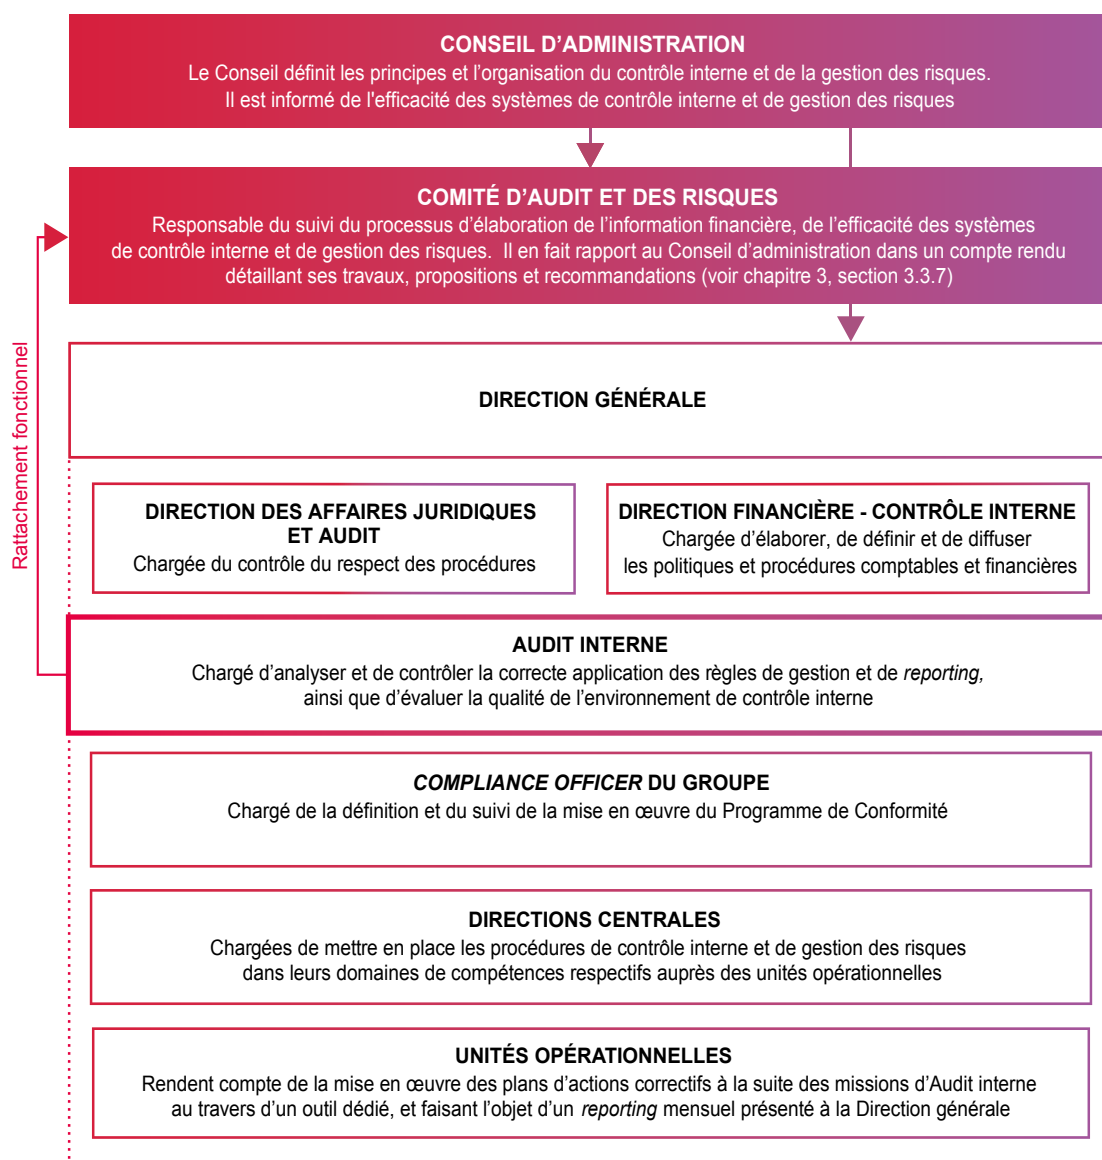 CONSEIL D’ADMINISTRATION
Le Conseil définit les principes et l’organisation du contrôle interne et de la gestion des risques.
Il est informé de l'efficacité des systèmes de contrôle interne et de gestion des risques
COMITÉ D’AUDIT ET DES RISQUES
Responsable du suivi du processus d’élaboration de l’information financière, de l’efficacité des systèmes
de contrôle interne et de gestion des risques. Il en fait rapport au Conseil d’administration dans un compte rendu
détaillant ses travaux, propositions et recommandations (voir chapitre 3, section 3.3.7)
Rattachement fonctionnel
DIRECTION GÉNÉRALE
DIRECTION DES AFFAIRES JURIDIQUES
ET AUDIT
Chargée du contrôle du respect des procédures
DIRECTION FINANCIÈRE - CONTRÔLE INTERNE
Chargée d’élaborer, de définir et de diffuser
les politiques et procédures comptables et financières
AUDIT INTERNE
Chargé d’analyser et de contrôler la correcte application des règles de gestion et de reporting,
ainsi que d’évaluer la qualité de l’environnement de contrôle interne
COMPLIANCE OFFICER DU GROUPE
Chargé de la définition et du suivi de la mise en œuvre du Programme de Conformité
DIRECTIONS CENTRALES
Chargées de mettre en place les procédures de contrôle interne et de gestion des risques
dans leurs domaines de compétences respectifs auprès des unités opérationnelles
UNITÉS OPÉRATIONNELLES
Rendent compte de la mise en œuvre des plans d’actions correctifs à la suite des missions d’Audit interne
au travers d’un outil dédié, et faisant l’objet d’un reporting mensuel présenté à la Direction générale